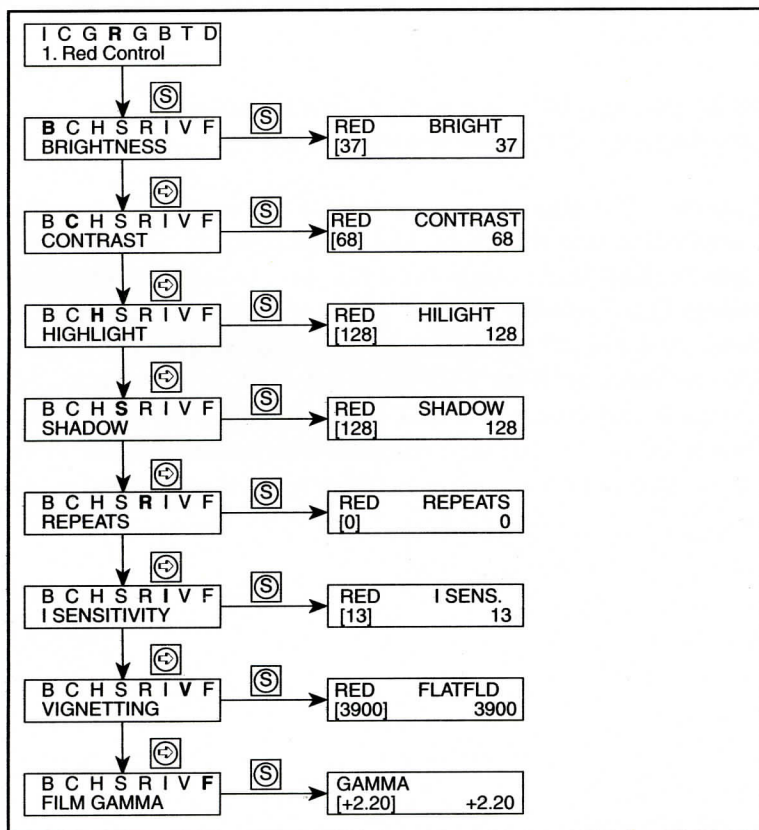 I C G R G B T D
1. Red Control
S
B C H S R I V F
BRIGHTNESS
S
RED BRIGHT
[37] 37
B C H S R I V F
CONTRAST
S
RED CONTRAST
[68] 68
B C H S R I V F
HIGHLIGHT
S
RED HILIGHT
[128] 128
B C H S R I V F
SHADOW
S
RED SHADOW
[128] 128
B C H S R I V F
REPEATS
S
RED REPEATS
[0] 0
B C H S R I V F
I SENSITIVITY
S
RED I SENS.
[13] 13
B C H S R I V F
VIGNETTING
S
RED FLATFLD
[3900] 3900
B C H S R I V F
FILM GAMMA
S
GAMMA
[+2.20] +2.20